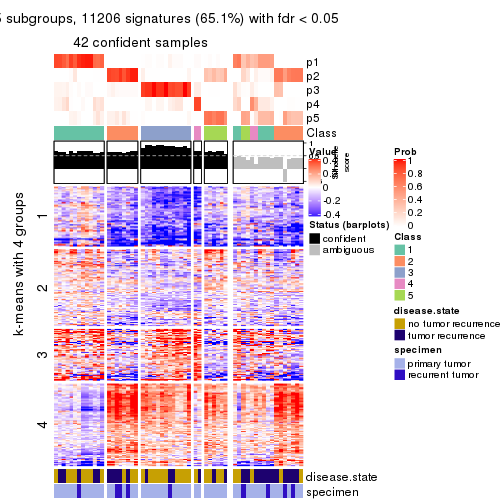 5 subgroups, 11206 signatures (65.1%) with fdr < 0.05
42 confident samples
p1
p2
p3
p4
p5
Class
1
Silhouette
score
Value
0.4
0
-0.2
-0.4
Status (barplots)
confident
ambiguous
Prob
1
0.8
0.6
0.4
0.2
0
Class
1
2
3
4
5
disease.state
no tumor recurrence
tumor recurrence
specimen
primary tumor
recurrent tumor
k-means with 4 groups
1
2
3
4
disease.state
specimen